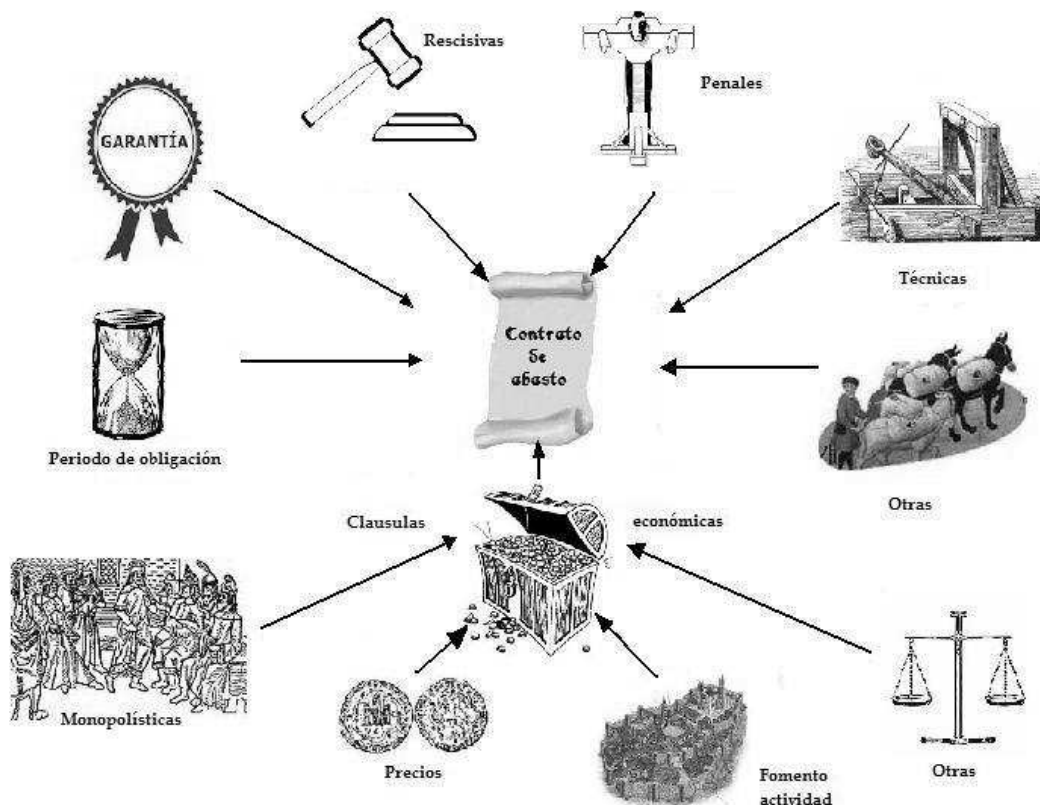 Rescisivas
Penales
GARANTÍA
Técnicas
Contrato
de
abasto
Periodo de obligación
Otras
Clausulas
económicas
Monopolísticas
Precios
Fomento
actividad
Otras